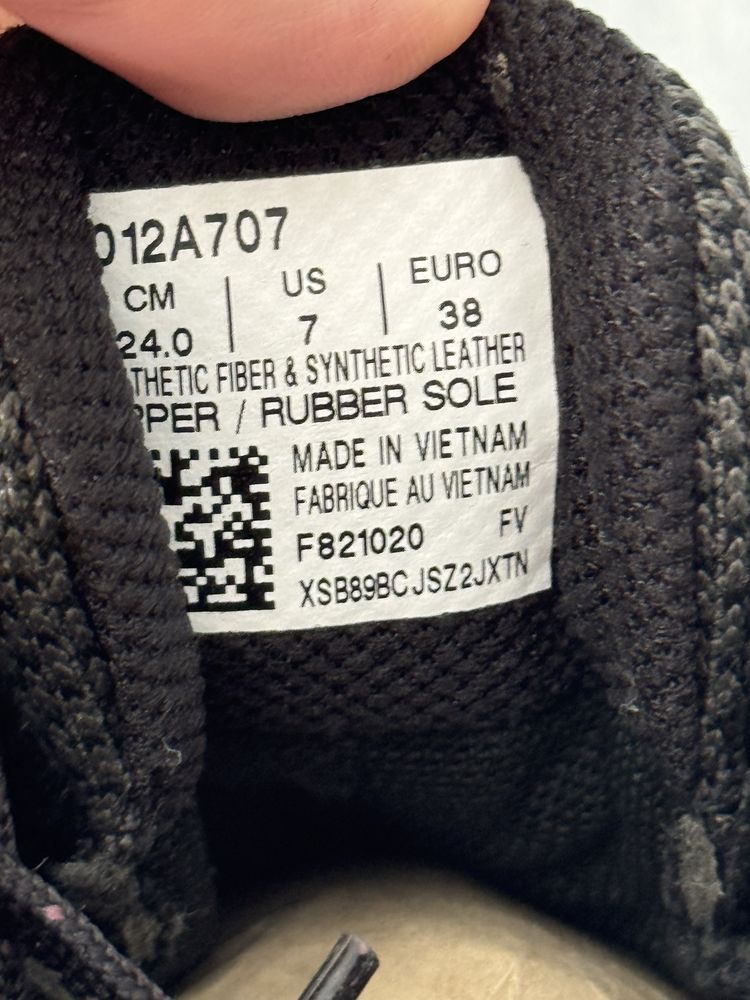 012A707
CM | US | EURO
24.0 | 7 | 38
THETIC FIBER & SYNTHETIC LEATHER
PPER / RUBBER SOLE
MADE IN VIETNAM
FABRIQUE AU VIETNAM
F821020 FV
XSB89BCJSZ2JXTN